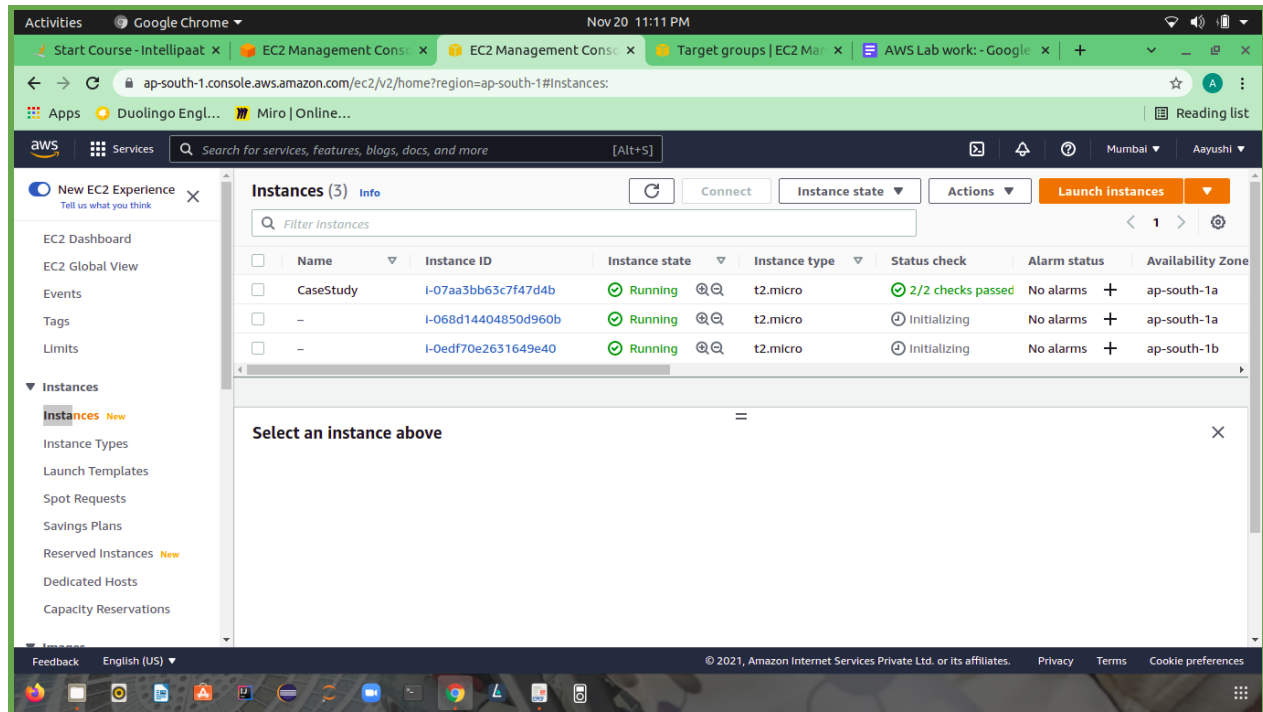 Activities Google Chrome ▾ Nov 20 11:11 PM
Start Course - Intellipaat × EC2 Management Conso × EC2 Management Conso × Target groups | EC2 Man × AWS Lab work: - Google × +
ap-south-1.console.aws.amazon.com/ec2/v2/home?region=ap-south-1#Instances: A
Apps Duolingo Engl... Miro | Online... Reading list
aws Services Search for services, features, blogs, docs, and more [Alt+S] Mumbai ▼ Aayushi ▼
New EC2 Experience
Tell us what you think
EC2 Dashboard
EC2 Global View
Events
Tags
Limits
▼ Instances
Instances New
Instance Types
Launch Templates
Spot Requests
Savings Plans
Reserved Instances New
Dedicated Hosts
Capacity Reservations
Instances (3) Info Connect Instance state ▼ Actions ▼ Launch instances ▼
Filter instances < 1 >
Name Instance ID Instance state Instance type Status check Alarm status Availability Zone
CaseStudy i-07aa3bb63c7f47d4b Running t2.micro 2/2 checks passed No alarms + ap-south-1a
– i-068d14404850d960b Running t2.micro Initializing No alarms + ap-south-1a
– i-0edf70e2631649e40 Running t2.micro Initializing No alarms + ap-south-1b
Select an instance above
Feedback English (US) ▼ © 2021, Amazon Internet Services Private Ltd. or its affiliates. Privacy Terms Cookie preferences